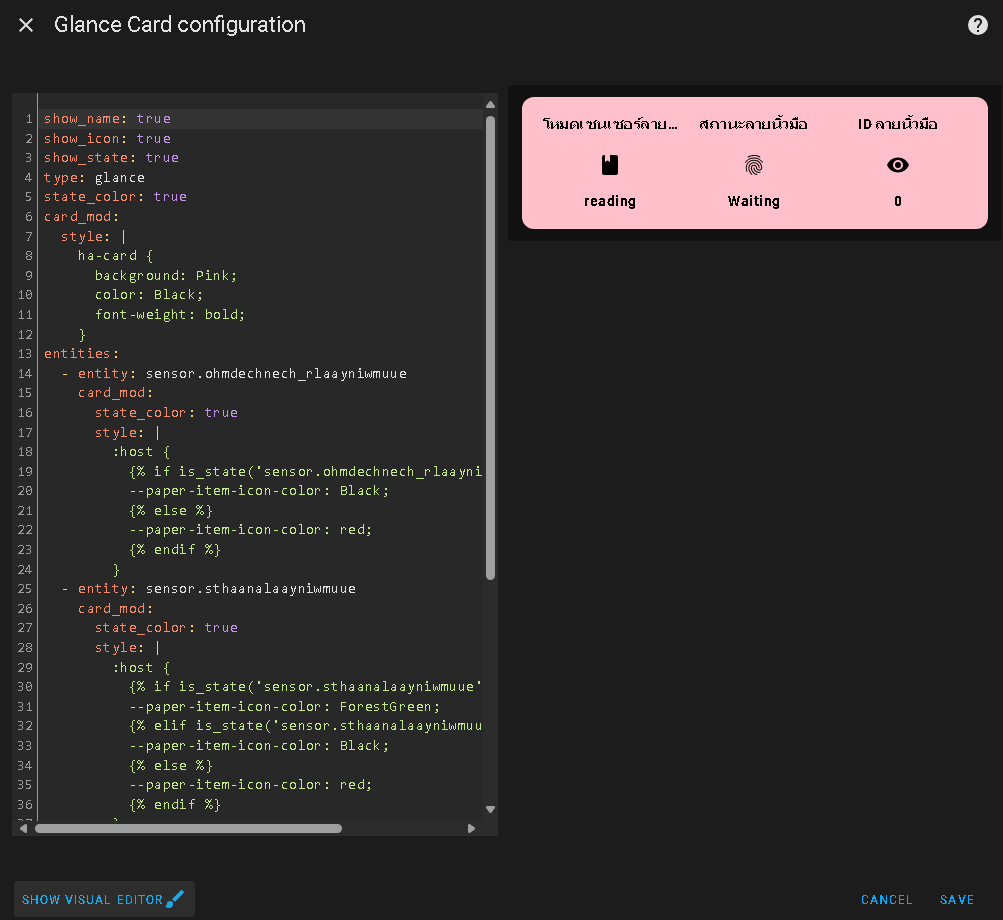 Glance Card configuration
1 show_name: true
2 show_icon: true
3 show_state: true
4 type: glance
5 state_color: true
6 card_mod:
7 style: |
8 ha-card {
9 background: Pink;
10 color: Black;
11 font-weight: bold;
12 }
13 entities:
14 - entity: sensor.ohmdechnech_rlaayniwmuue
15 card_mod:
16 state_color: true
17 style: |
18 :host {
19 {% if is_state('sensor.ohmdechnech_rlaayni
20 --paper-item-icon-color: Black;
21 {% else %}
22 --paper-item-icon-color: red;
23 {% endif %}
24 }
25 - entity: sensor.sthaanalaayniwmuue
26 card_mod:
27 state_color: true
28 style: |
29 :host {
30 {% if is_state('sensor.sthaanalaayniwmuue'
31 --paper-item-icon-color: ForestGreen;
32 {% elif is_state('sensor.sthaanalaayniwmuu
33 --paper-item-icon-color: Black;
34 {% else %}
35 --paper-item-icon-color: red;
36 {% endif %}
โหมดเซนเซอร์ลาย... สถานะลายนิ้วมือ ID ลายนิ้วมือ
reading Waiting 0
SHOW VISUAL EDITOR CANCEL SAVE